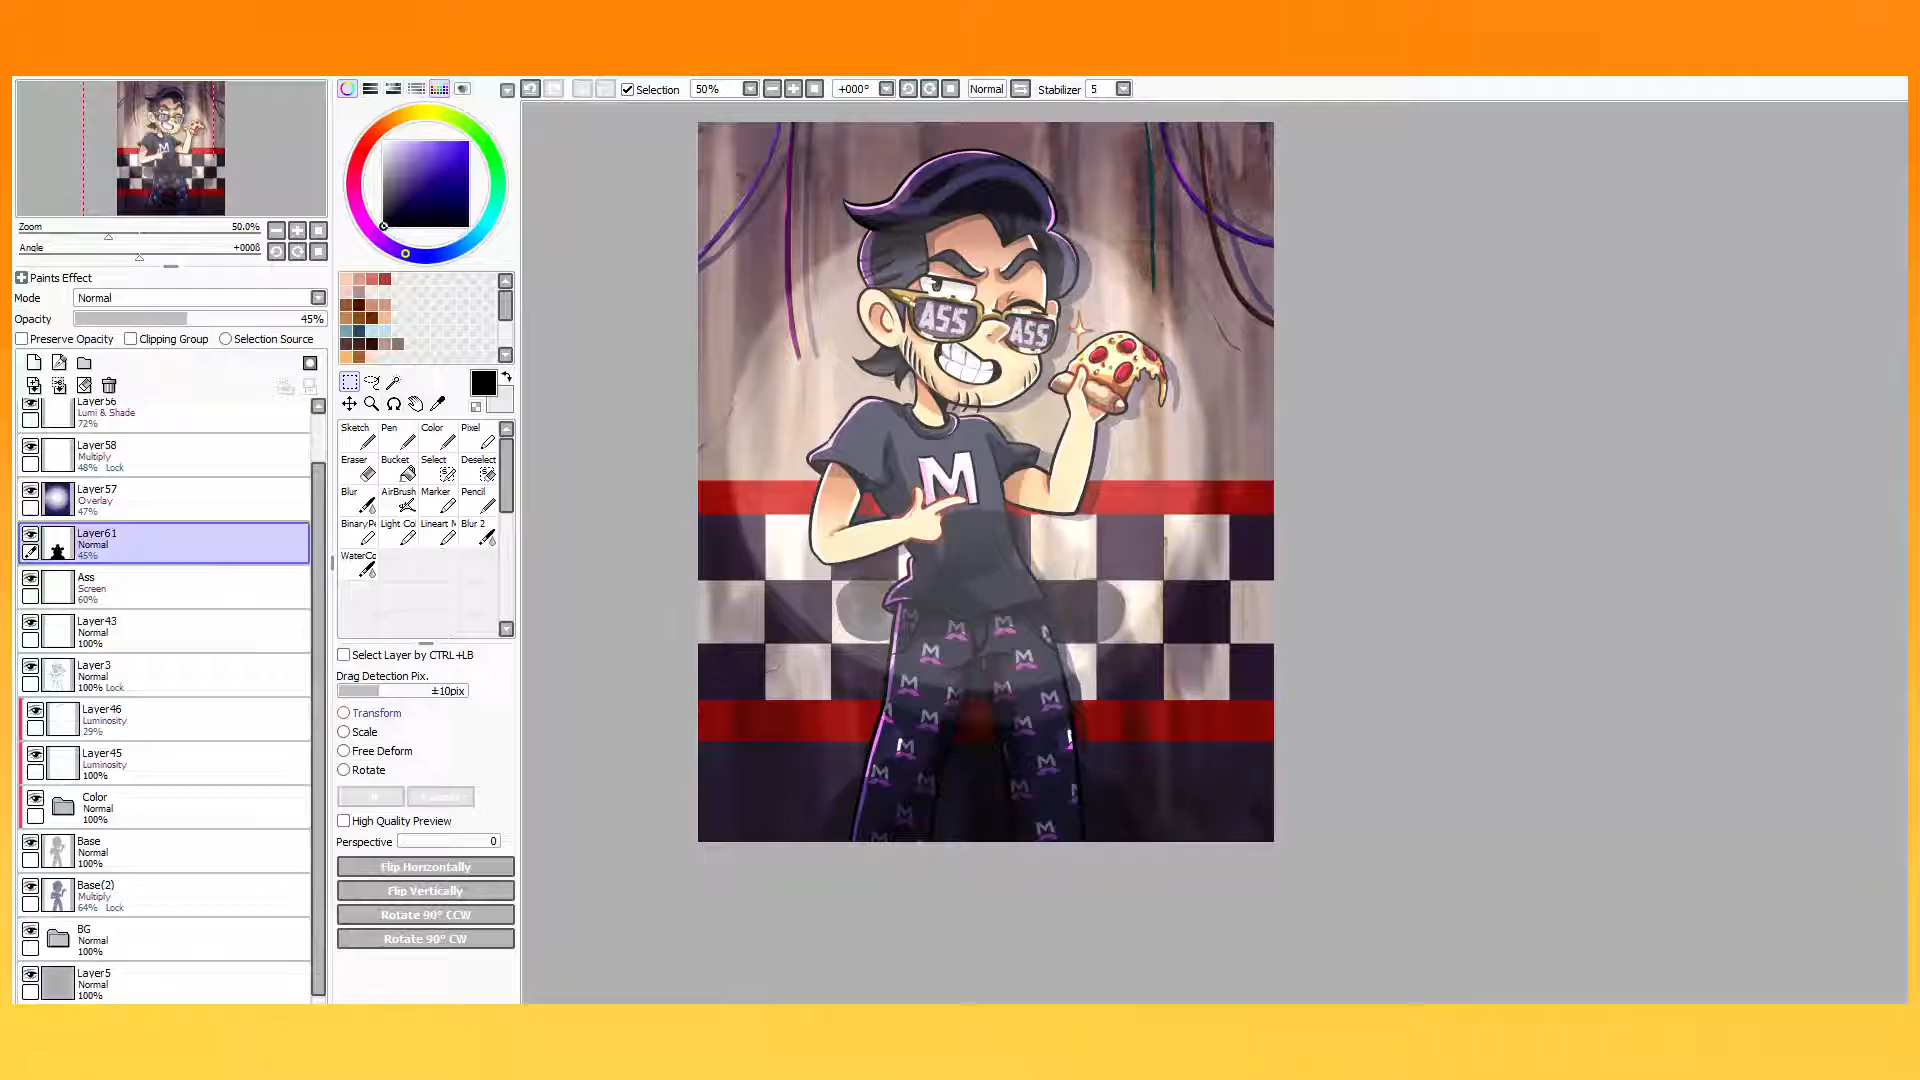 Selection 50% +000° Normal Stabilizer 5
Zoom 50.0%
Angle +0008
Paints Effect
Mode Normal
Opacity 45%
Preserve Opacity Clipping Group Selection Source
Layer56
Lumi & Shade
72%
Layer58
Multiply
48% Lock
Layer57
Overlay
47%
Layer61
Normal
45%
Ass
Screen
60%
Layer43
Normal
100%
Layer3
Normal
100% Lock
Layer46
Luminosity
29%
Layer45
Luminosity
100%
Color
Normal
100%
Base
Normal
100%
Base(2)
Multiply
64% Lock
BG
Normal
100%
Layer5
Normal
100%
Sketch Pen Color Pixel
Eraser Bucket Select Deselect
Blur AirBrush Marker Pencil
BinaryPe Light Col Lineart M Blur 2
WaterCo
Select Layer by CTRL+LB
Drag Detection Pix.
±10pix
Transform
Scale
Free Deform
Rotate
High Quality Preview
Perspective 0
Flip Horizontally
Flip Vertically
Rotate 90° CCW
Rotate 90° CW
ASS ASS
M